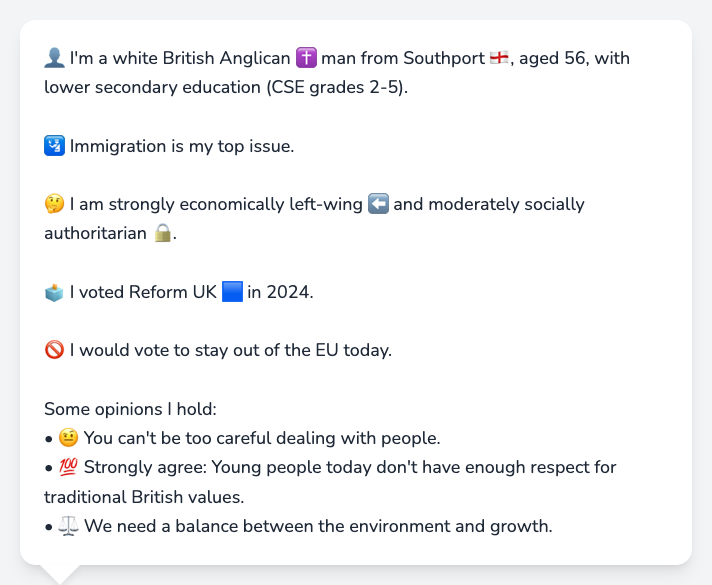 👤 I'm a white British Anglican ✝️ man from Southport 🏴󠁧󠁢󠁥󠁮󠁧󠁿, aged 56, with
lower secondary education (CSE grades 2-5).
🛂 Immigration is my top issue.
🤔 I am strongly economically left-wing ⬅️ and moderately socially
authoritarian 🔒.
🗳️ I voted Reform UK 🟦 in 2024.
🚫 I would vote to stay out of the EU today.
Some opinions I hold:
• 🤨 You can't be too careful dealing with people.
• 💯 Strongly agree: Young people today don't have enough respect for
traditional British values.
• ⚖️ We need a balance between the environment and growth.